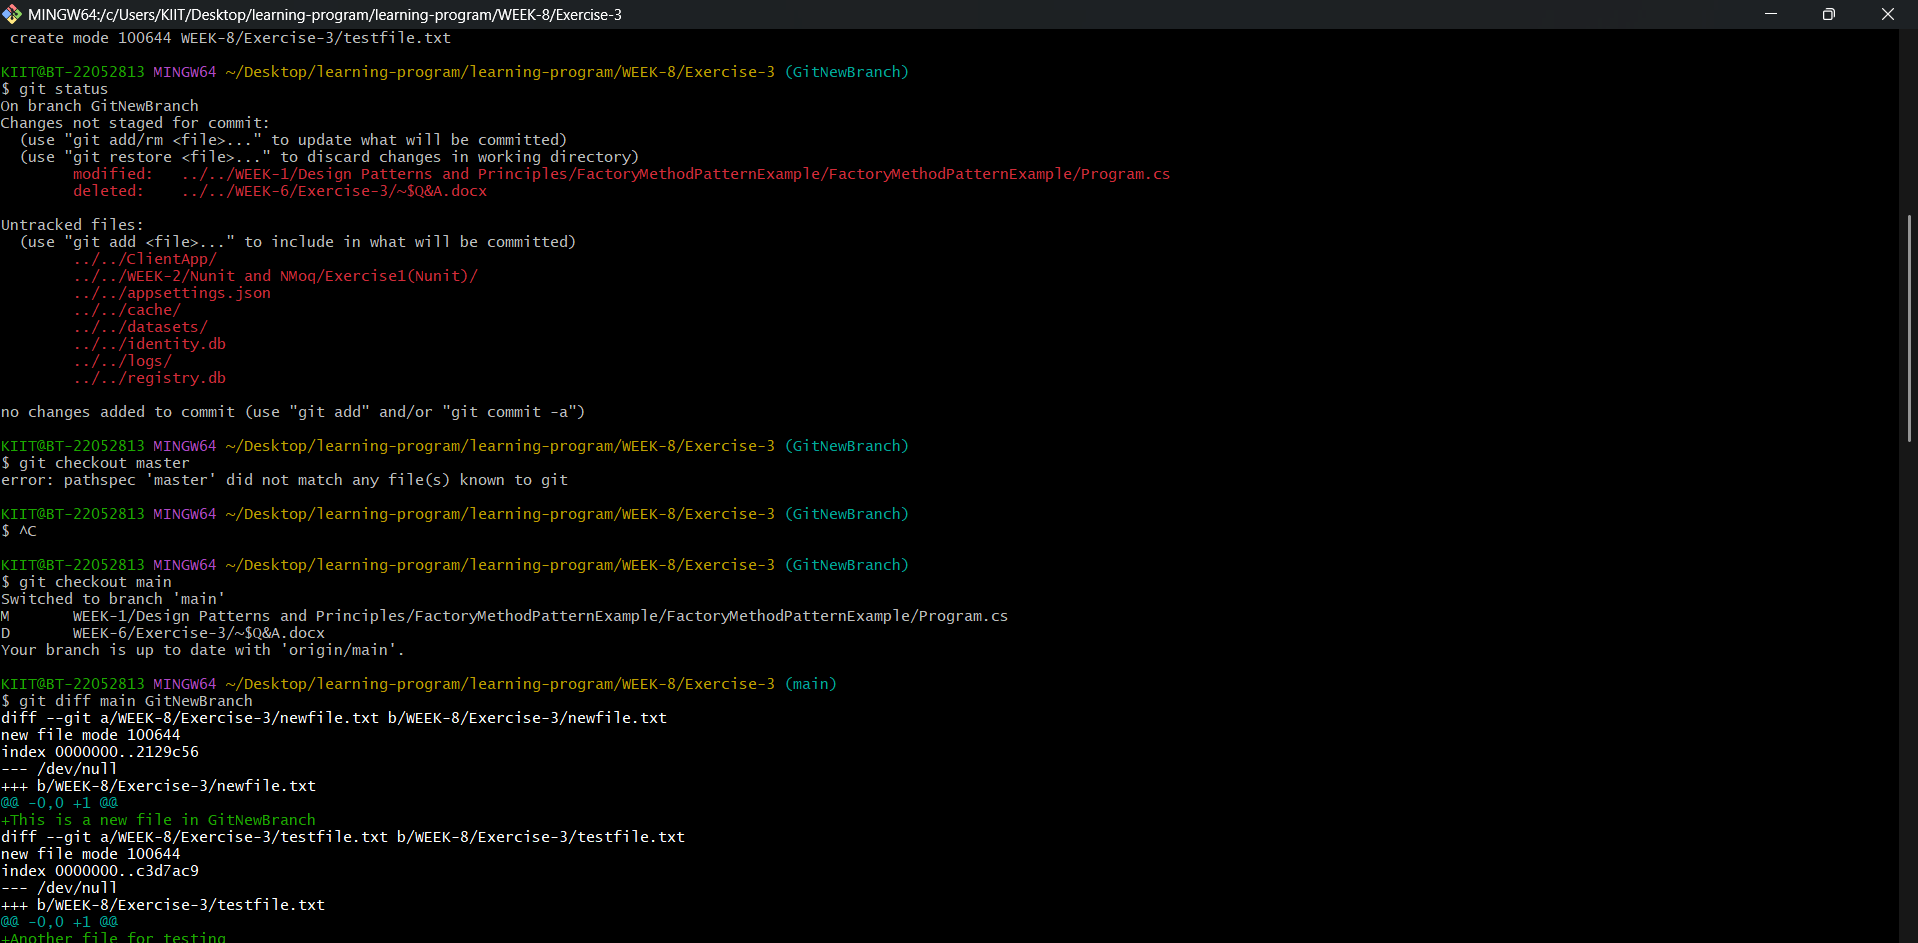 MINGW64:/c/Users/KIIT/Desktop/learning-program/learning-program/WEEK-8/Exercise-3
 create mode 100644 WEEK-8/Exercise-3/testfile.txt
KIIT@BT-22052813 MINGW64 ~/Desktop/learning-program/learning-program/WEEK-8/Exercise-3 (GitNewBranch)
$ git status
On branch GitNewBranch
Changes not staged for commit:
  (use "git add/rm <file>..." to update what will be committed)
  (use "git restore <file>..." to discard changes in working directory)
        modified:   ../../WEEK-1/Design Patterns and Principles/FactoryMethodPatternExample/FactoryMethodPatternExample/Program.cs
        deleted:    ../../WEEK-6/Exercise-3/~$Q&A.docx
Untracked files:
  (use "git add <file>..." to include in what will be committed)
        ../../ClientApp/
        ../../WEEK-2/Nunit and NMoq/Exercise1(Nunit)/
        ../../appsettings.json
        ../../cache/
        ../../datasets/
        ../../identity.db
        ../../logs/
        ../../registry.db
no changes added to commit (use "git add" and/or "git commit -a")
KIIT@BT-22052813 MINGW64 ~/Desktop/learning-program/learning-program/WEEK-8/Exercise-3 (GitNewBranch)
$ git checkout master
error: pathspec 'master' did not match any file(s) known to git
KIIT@BT-22052813 MINGW64 ~/Desktop/learning-program/learning-program/WEEK-8/Exercise-3 (GitNewBranch)
$ ^C
KIIT@BT-22052813 MINGW64 ~/Desktop/learning-program/learning-program/WEEK-8/Exercise-3 (GitNewBranch)
$ git checkout main
Switched to branch 'main'
M       WEEK-1/Design Patterns and Principles/FactoryMethodPatternExample/FactoryMethodPatternExample/Program.cs
D       WEEK-6/Exercise-3/~$Q&A.docx
Your branch is up to date with 'origin/main'.
KIIT@BT-22052813 MINGW64 ~/Desktop/learning-program/learning-program/WEEK-8/Exercise-3 (main)
$ git diff main GitNewBranch
diff --git a/WEEK-8/Exercise-3/newfile.txt b/WEEK-8/Exercise-3/newfile.txt
new file mode 100644
index 0000000..2129c56
--- /dev/null
+++ b/WEEK-8/Exercise-3/newfile.txt
@@ -0,0 +1 @@
+This is a new file in GitNewBranch
diff --git a/WEEK-8/Exercise-3/testfile.txt b/WEEK-8/Exercise-3/testfile.txt
new file mode 100644
index 0000000..c3d7ac9
--- /dev/null
+++ b/WEEK-8/Exercise-3/testfile.txt
@@ -0,0 +1 @@
+Another file for testing